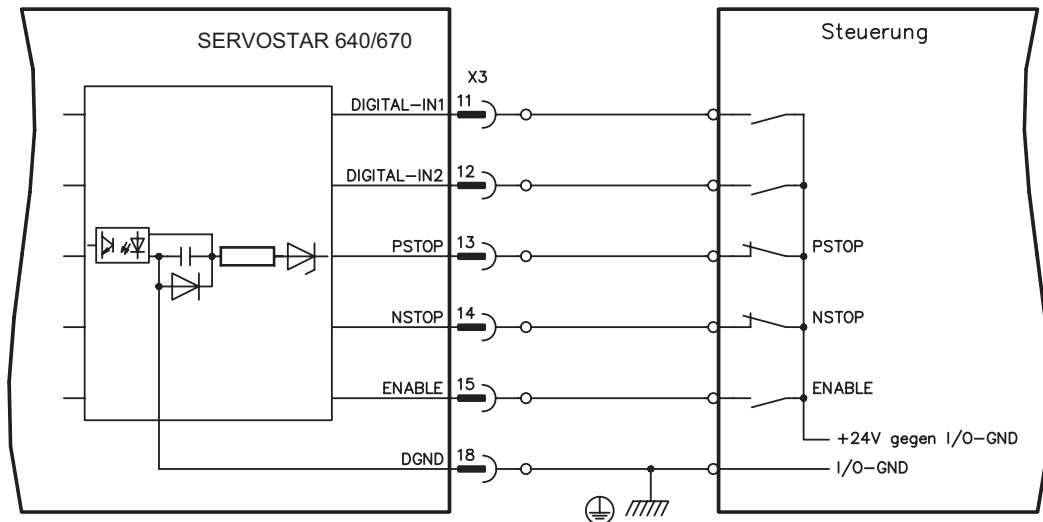 SERVOSTAR 640/670
Steuerung
X3
DIGITAL-IN1 11
DIGITAL-IN2 12
PSTOP 13 PSTOP
NSTOP 14 NSTOP
ENABLE 15 ENABLE
+24V gegen I/O-GND
DGND 18 I/O-GND